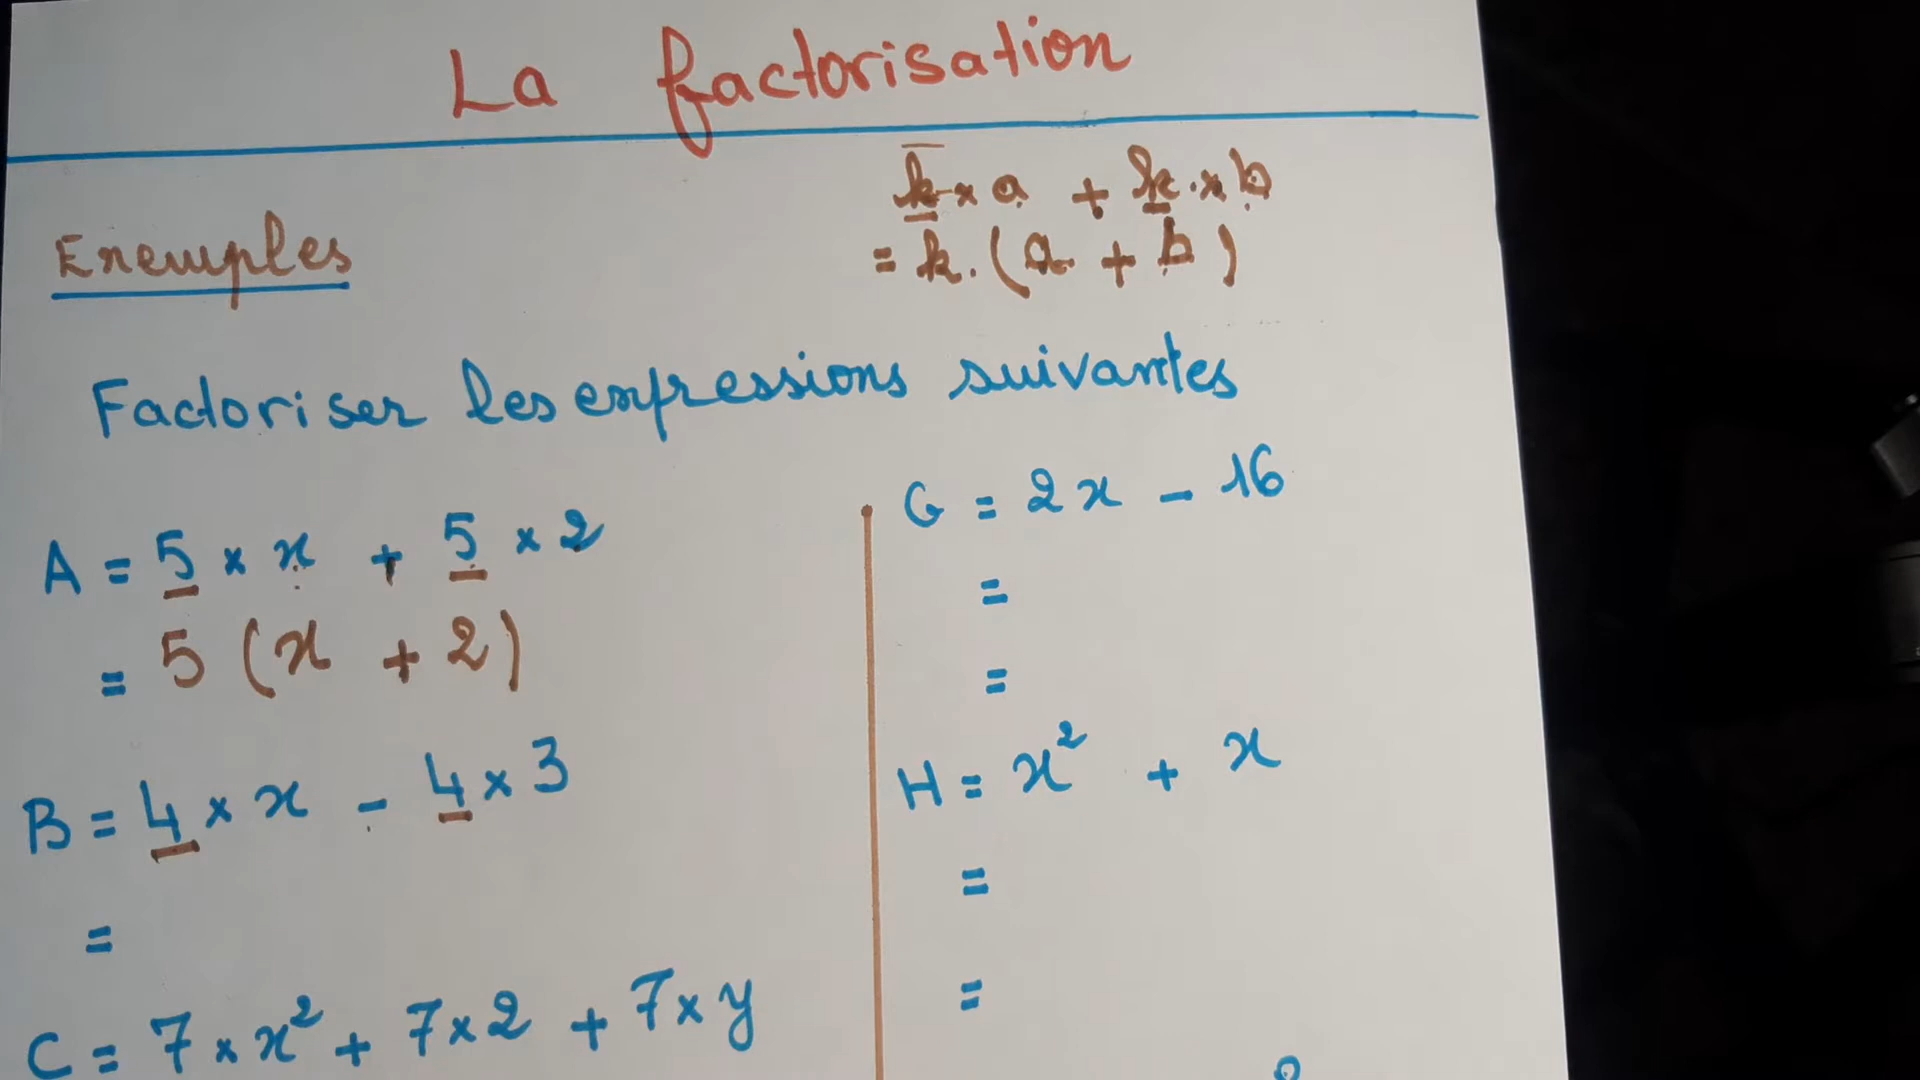 La factorisation
k × a + k × b
= k.(a + b)
Exemples
Factoriser les expressions suivantes
A = 5 × x + 5 × 2
= 5 (x + 2)
B = 4 × x - 4 × 3
=
C = 7 × x² + 7 × 2 + 7 × y
G = 2x - 16
=
=
H = x² + x
=
=